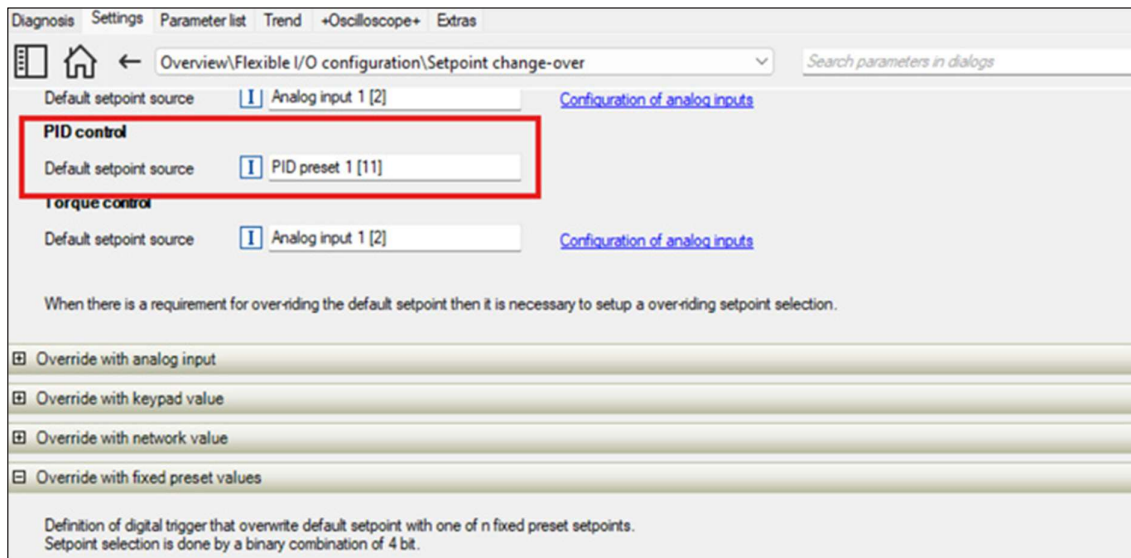 Diagnosis Settings Parameter list Trend +Oscilloscope+ Extras
Overview\Flexible I/O configuration\Setpoint change-over Search parameters in dialogs
Default setpoint source I Analog input 1 [2] Configuration of analog inputs
PID control
Default setpoint source I PID preset 1 [11]
Torque control
Default setpoint source I Analog input 1 [2] Configuration of analog inputs
When there is a requirement for over-riding the default setpoint then it is necessary to setup a over-riding setpoint selection.
Override with analog input
Override with keypad value
Override with network value
Override with fixed preset values
Definition of digital trigger that overwrite default setpoint with one of n fixed preset setpoints.
Setpoint selection is done by a binary combination of 4 bit.